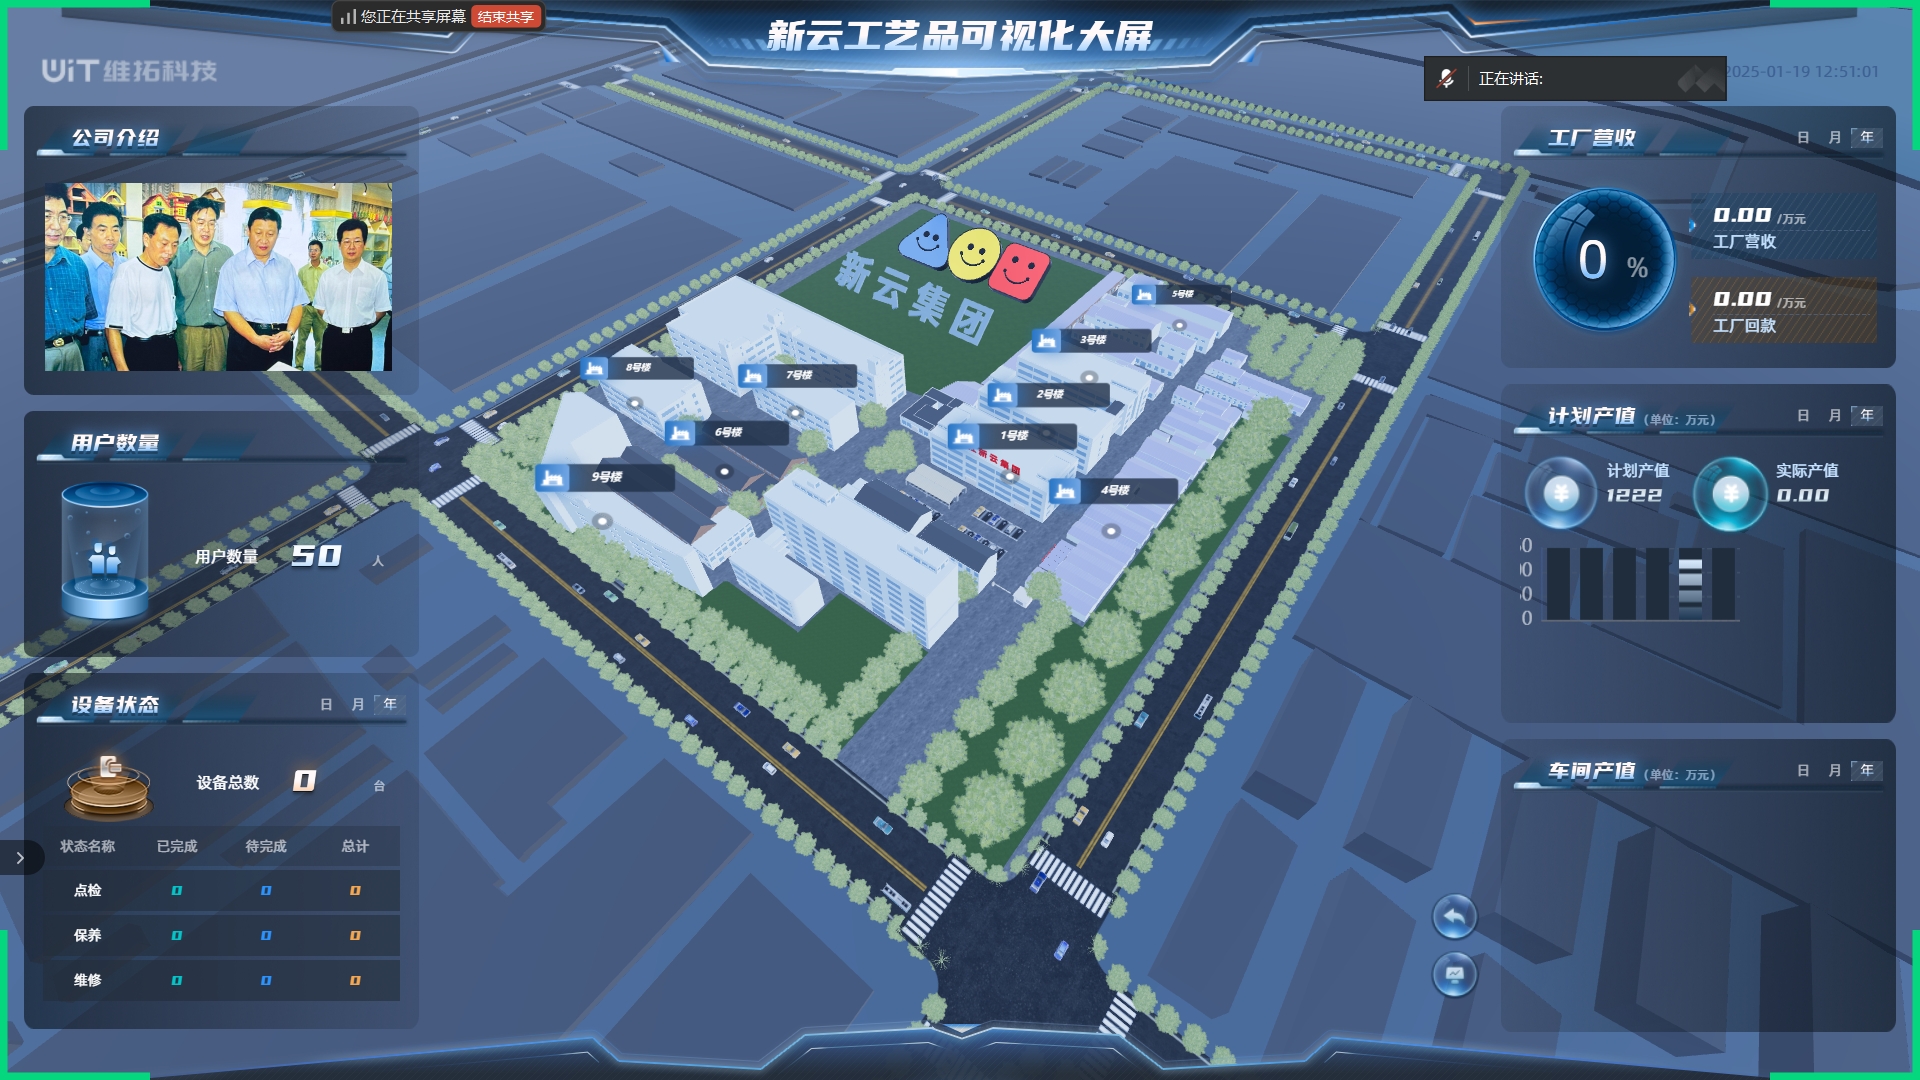 您正在共享屏幕 结束共享
新云工艺品可视化大屏
UiT 维拓科技
正在讲话:
2025-01-19 12:51:01
公司介绍
用户数量
用户数量 50 人
设备状态 日 月 年
设备总数 0 台
状态名称 已完成 待完成 总计
点检 0 0 0
保养 0 0 0
维修 0 0 0
新云集团
5号楼
3号楼
8号楼
7号楼
2号楼
6号楼
1号楼
新云集团
9号楼
4号楼
工厂营收 日 月 年
0 %
0.00 /万元
工厂营收
0.00 /万元
工厂回款
计划产值 (单位: 万元) 日 月 年
计划产值 1222
实际产值 0.00
0
00
50
0
车间产值 (单位: 万元) 日 月 年